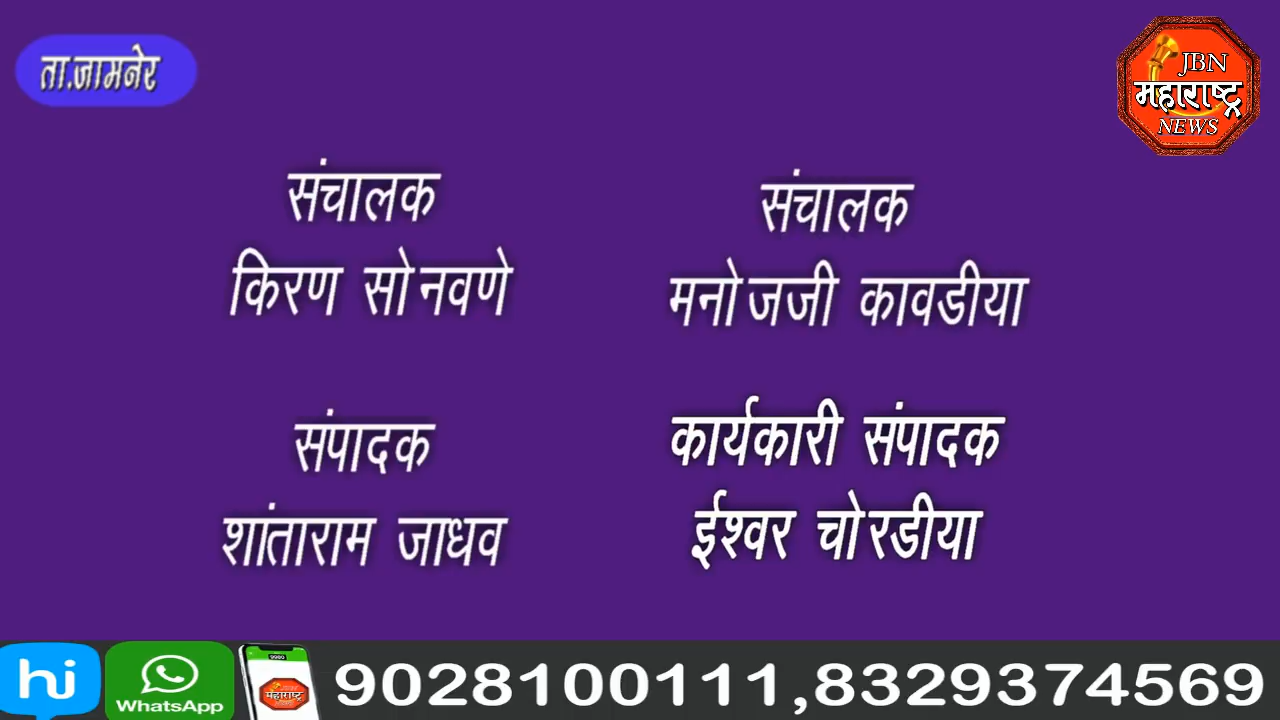 ता.जामनेर
JBN
महाराष्ट्र
NEWS
संचालक
किरण सोनवणे
संचालक
मनोजजी कावडीया
संपादक
शांताराम जाधव
कार्यकारी संपादक
ईश्वर चोरडीया
hi
WhatsApp
महाराष्ट्र
9028100111,8329374569